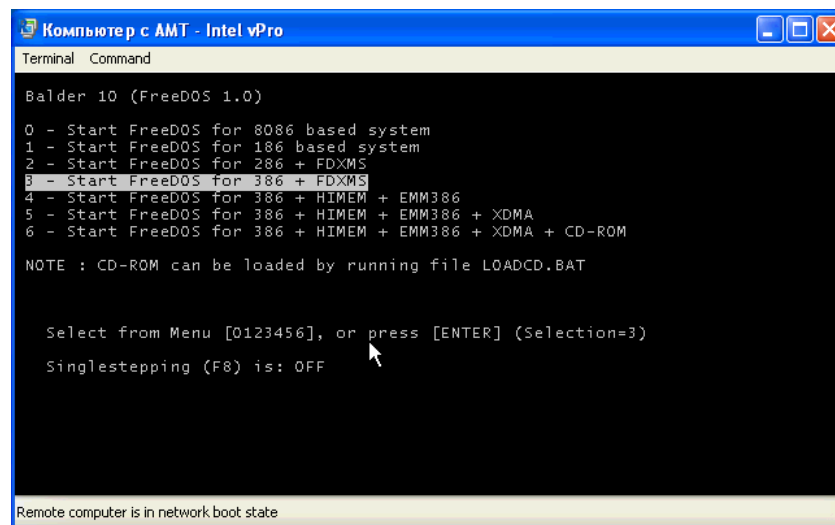 Компьютер с AMT - Intel vPro
Terminal Command
Balder 10 (FreeDOS 1.0)
0 - Start FreeDOS for 8086 based system
1 - Start FreeDOS for 186 based system
2 - Start FreeDOS for 286 + FDXMS
3 - Start FreeDOS for 386 + FDXMS
4 - Start FreeDOS for 386 + HIMEM + EMM386
5 - Start FreeDOS for 386 + HIMEM + EMM386 + XDMA
6 - Start FreeDOS for 386 + HIMEM + EMM386 + XDMA + CD-ROM
NOTE : CD-ROM can be loaded by running file LOADCD.BAT
Select from Menu [0123456], or press [ENTER] (Selection=3)
Singlestepping (F8) is: OFF
Remote computer is in network boot state